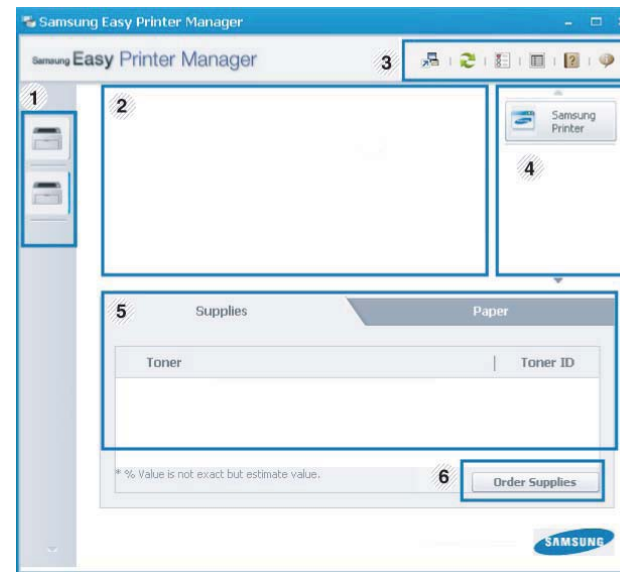 Samsung Easy Printer Manager
Samsung Easy Printer Manager
3
1
2
Samsung
Printer
4
5 Supplies Paper
Toner | Toner ID
* % Value is not exact but estimate value.
6 Order Supplies
SAMSUNG